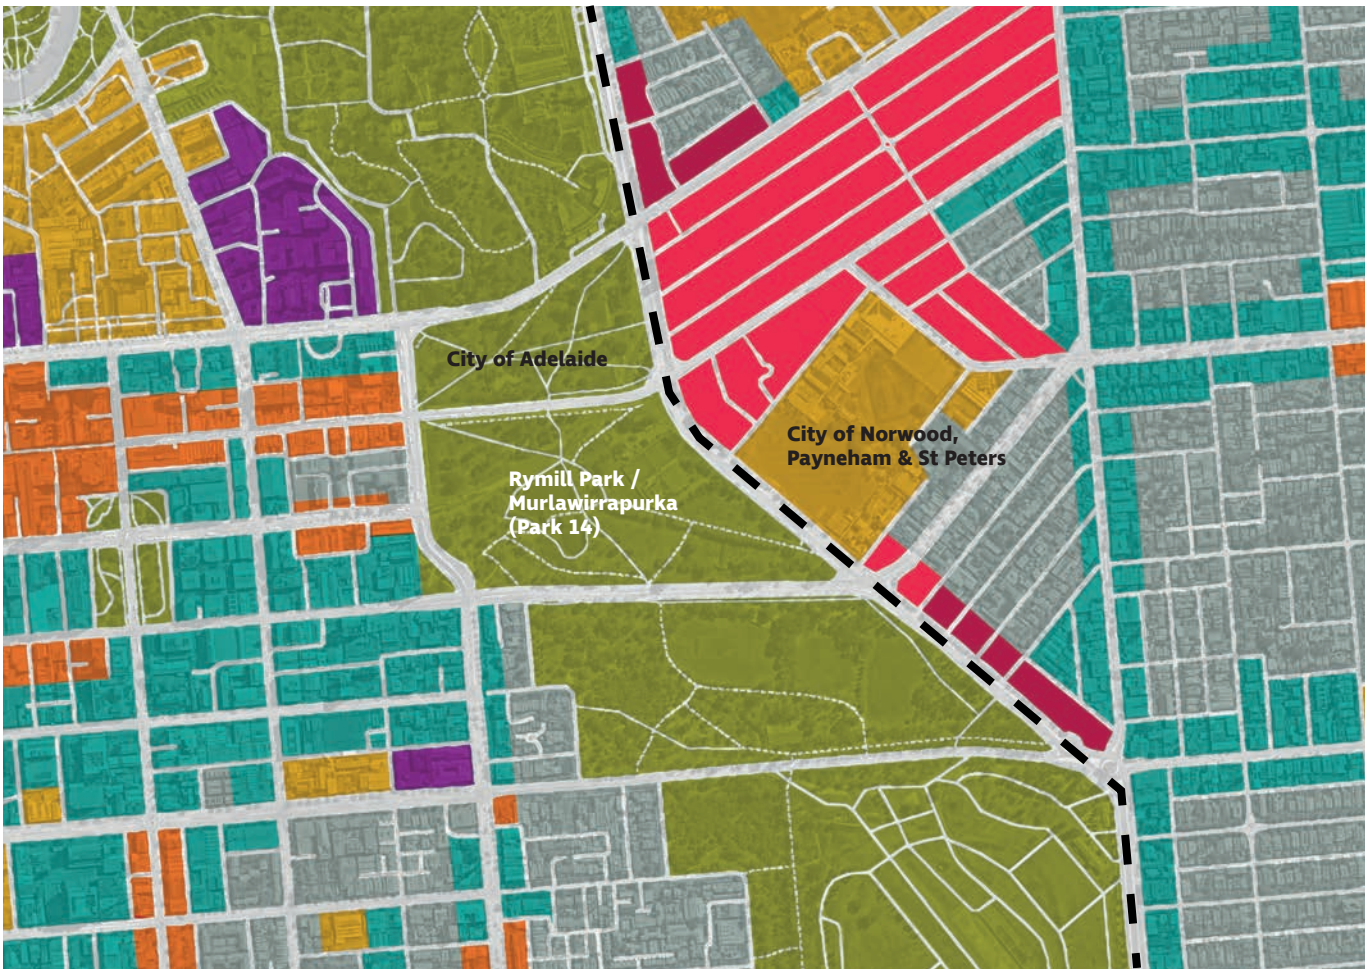 City of Adelaide
City of Norwood,
Payneham & St Peters
Rymill Park /
Murlawirrapurka
(Park 14)